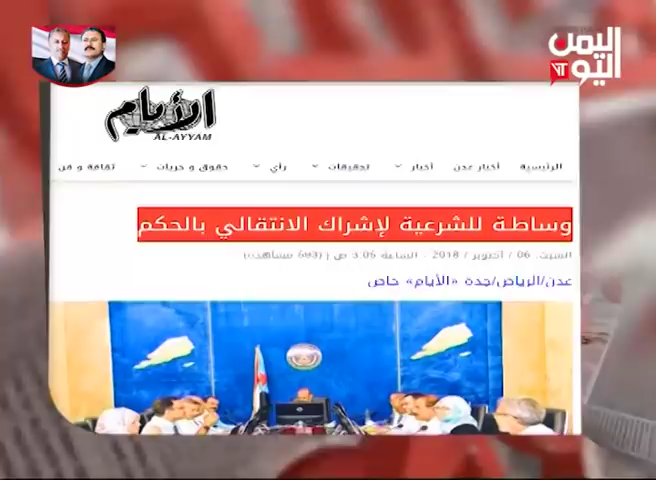 اليمن
اليوم
الأيام
AL-AYYAM
الرئيسية أخبار عدن أخبار تحقيقات رأي حقوق و حريات ثقافة و فن
وساطة للشرعية لإشراك الانتقالي بالحكم
السبت، 06 / أكتوبر / 2018 - الساعة 3:05 ص ( 693 مشاهدة)
عدن/الرياض/جدة «الأيام» خاص